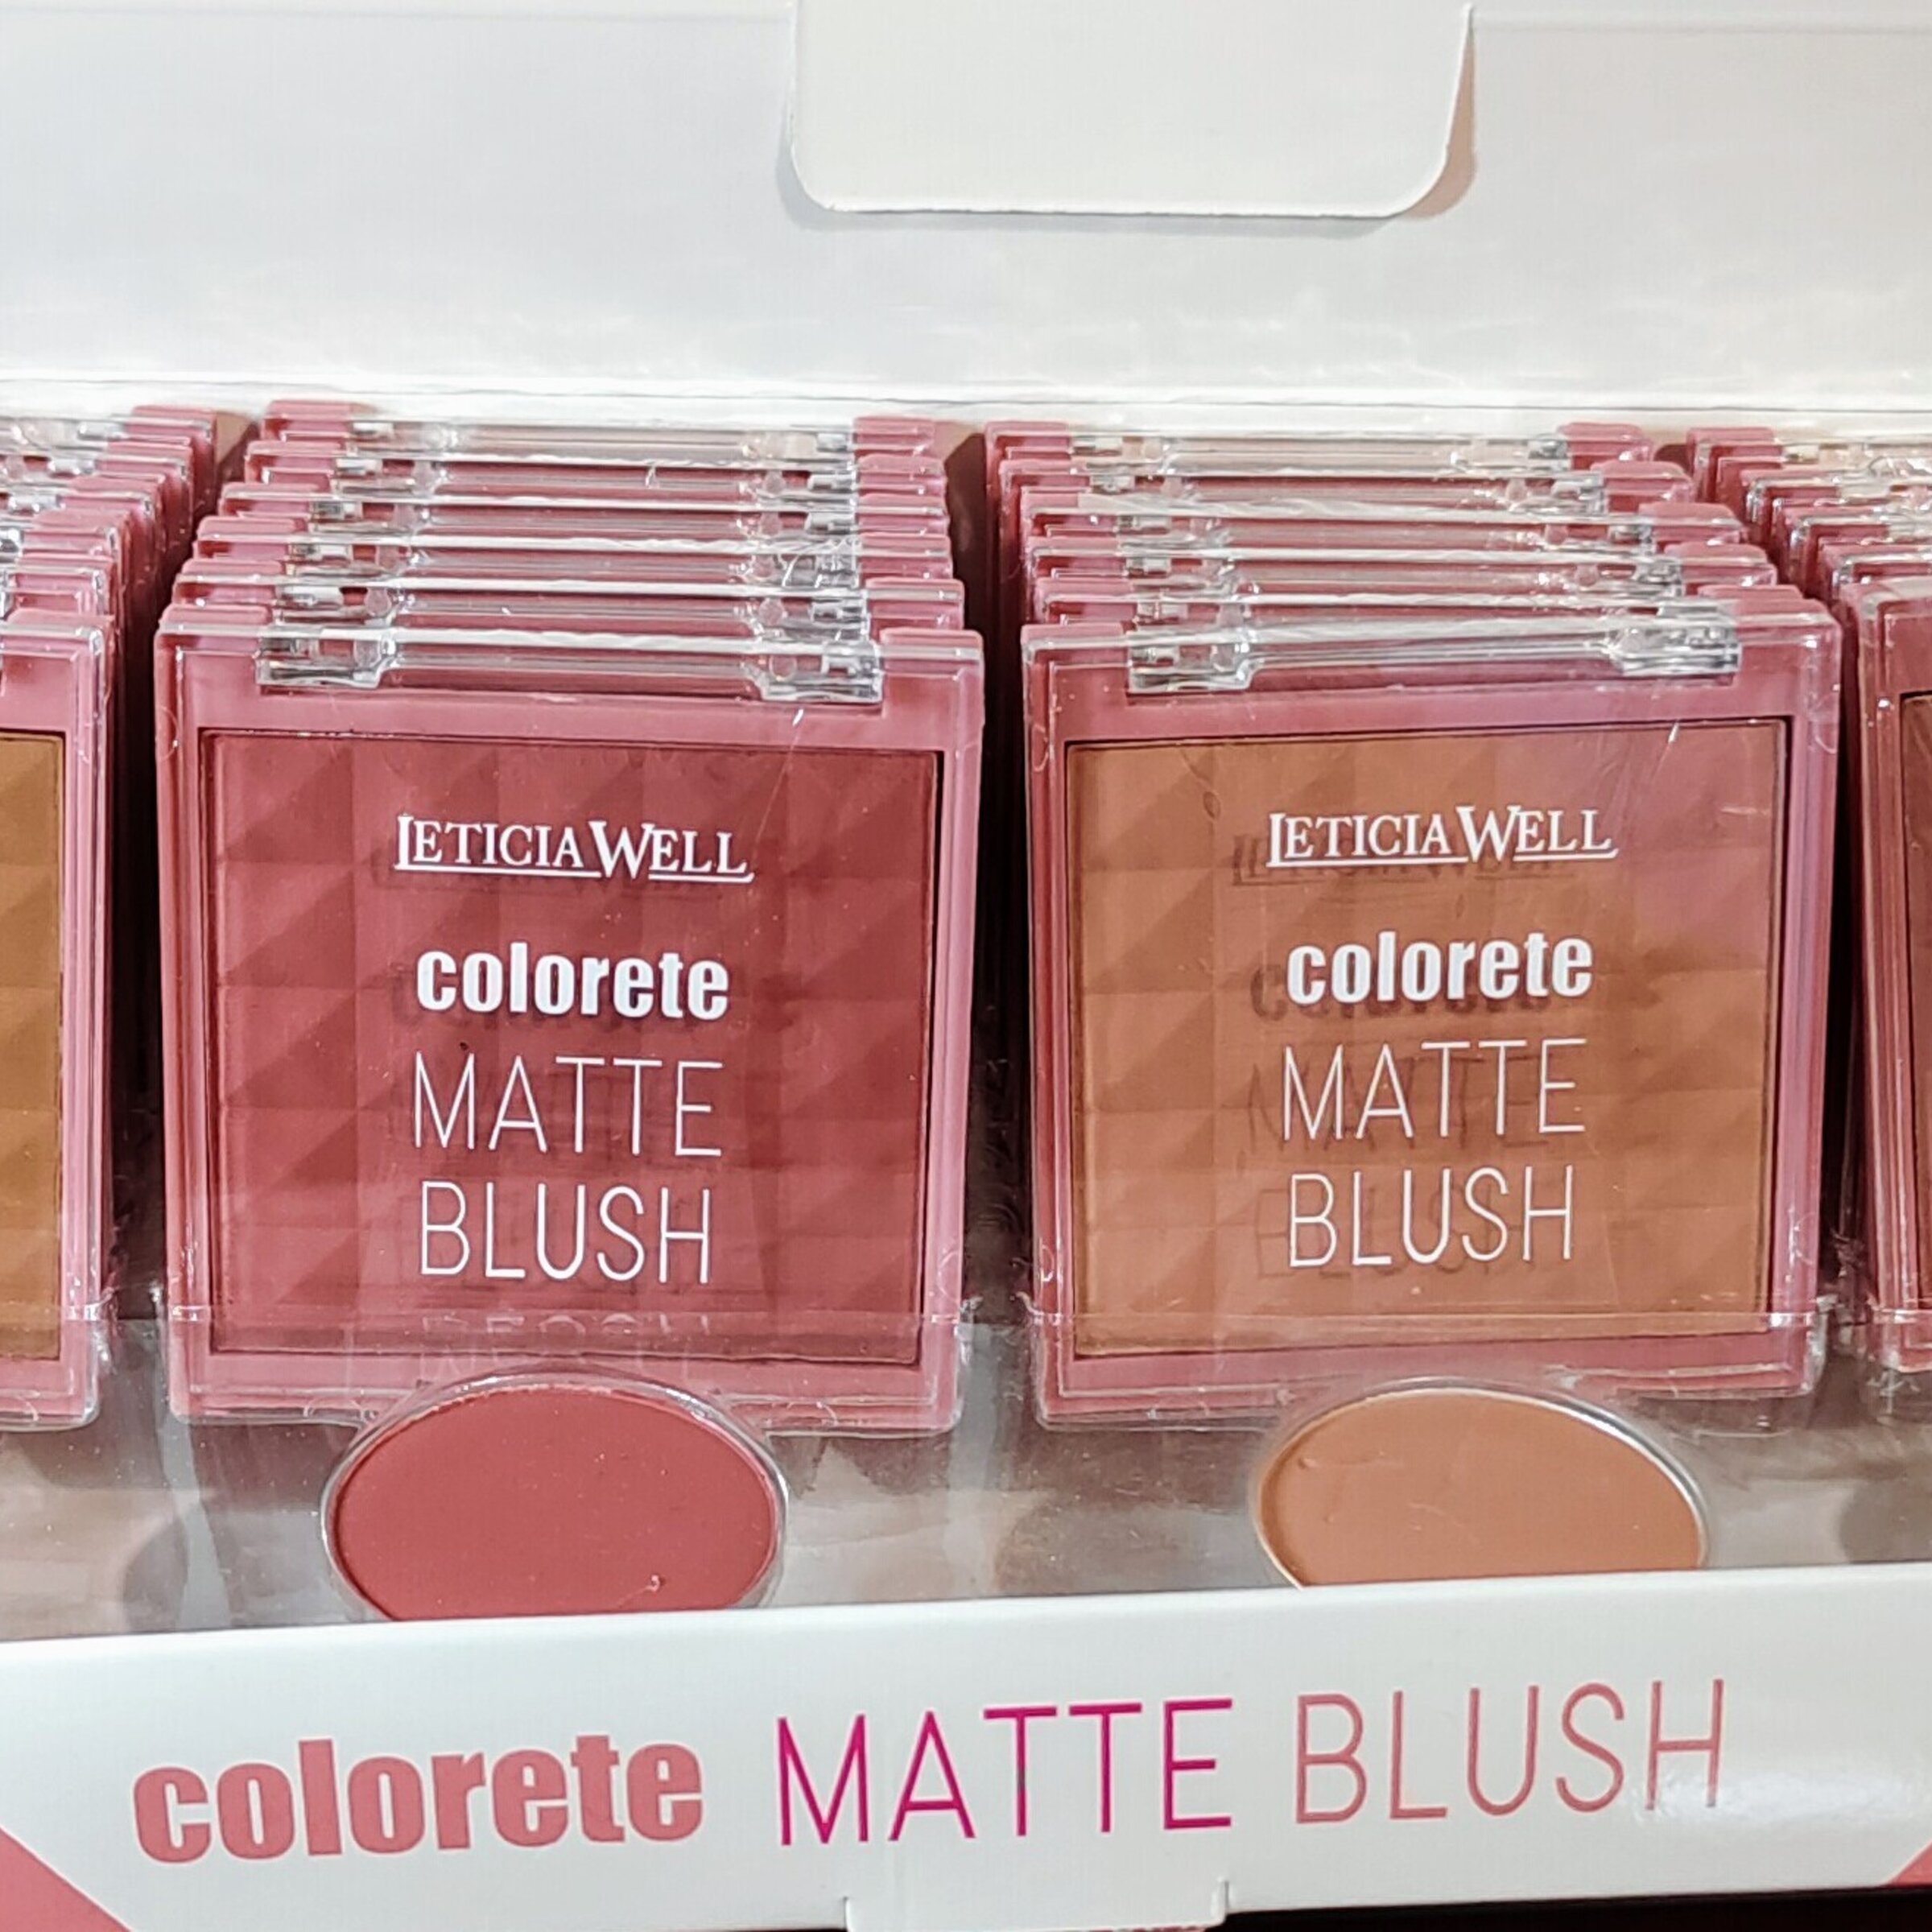 LETICIA WELL
colorete
MATTE
BLUSH
LETICIA WELL
colorete
MATTE
BLUSH
colorete MATTE BLUSH